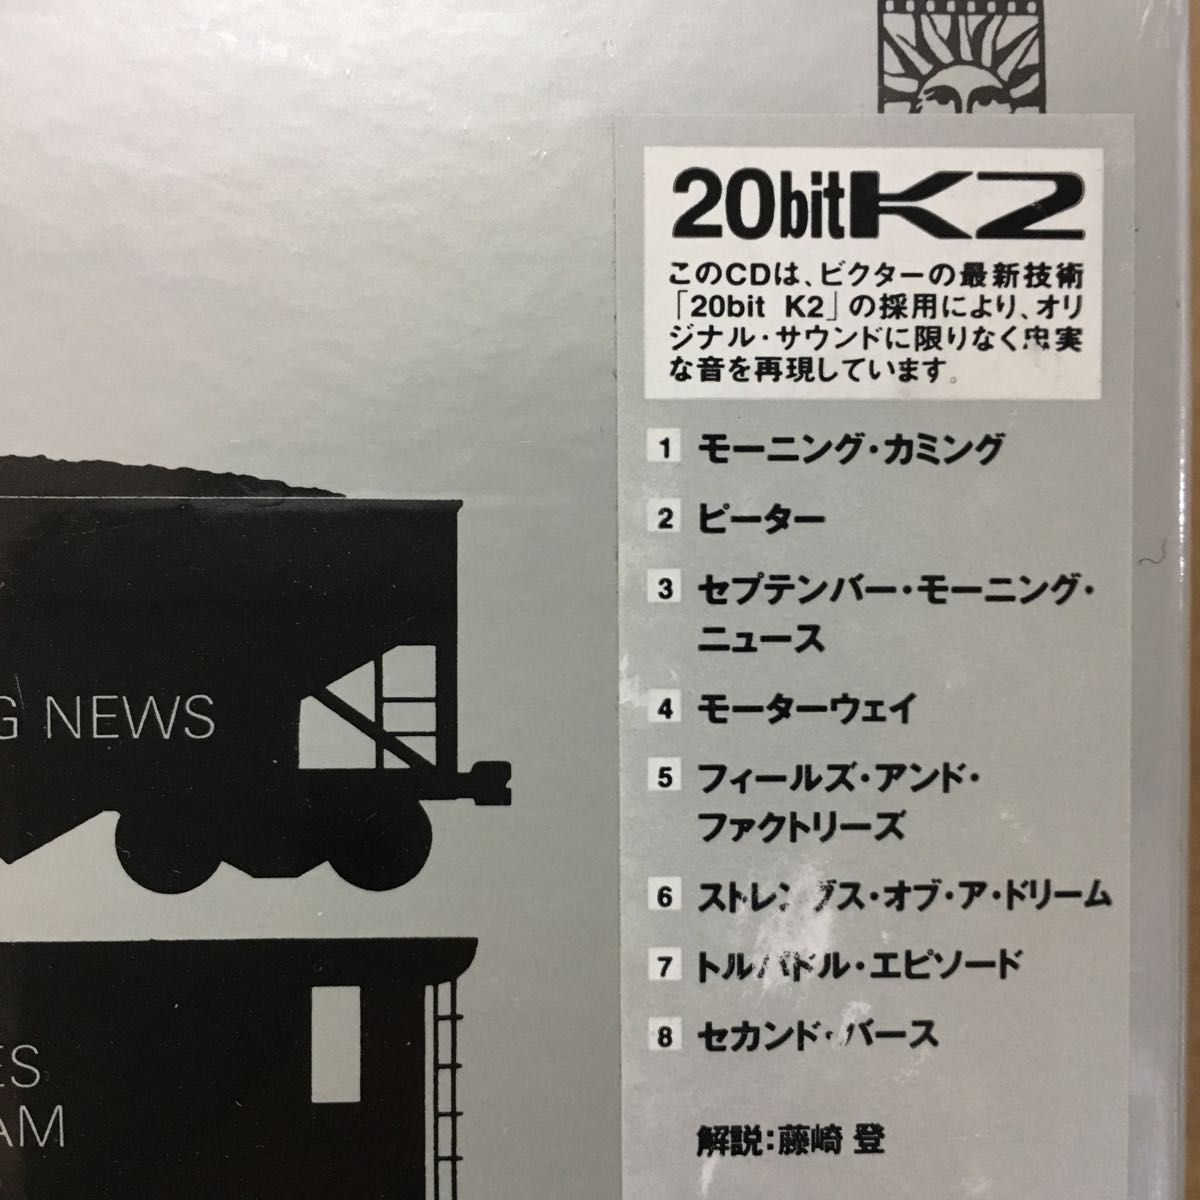 20bit K2
このCDは、ビクターの最新技術
「20bit K2」の採用により、オリ
ジナル・サウンドに限りなく忠実
な音を再現しています。
1 モーニング・カミング
2 ピーター
3 セプテンバー・モーニング・
ニュース
4 モーターウェイ
5 フィールズ・アンド・
ファクトリーズ
6 ストレングス・オブ・ア・ドリーム
7 トルバドル・エピソード
8 セカンド・バース
解説:藤崎 登
G NEWS
ES
AM